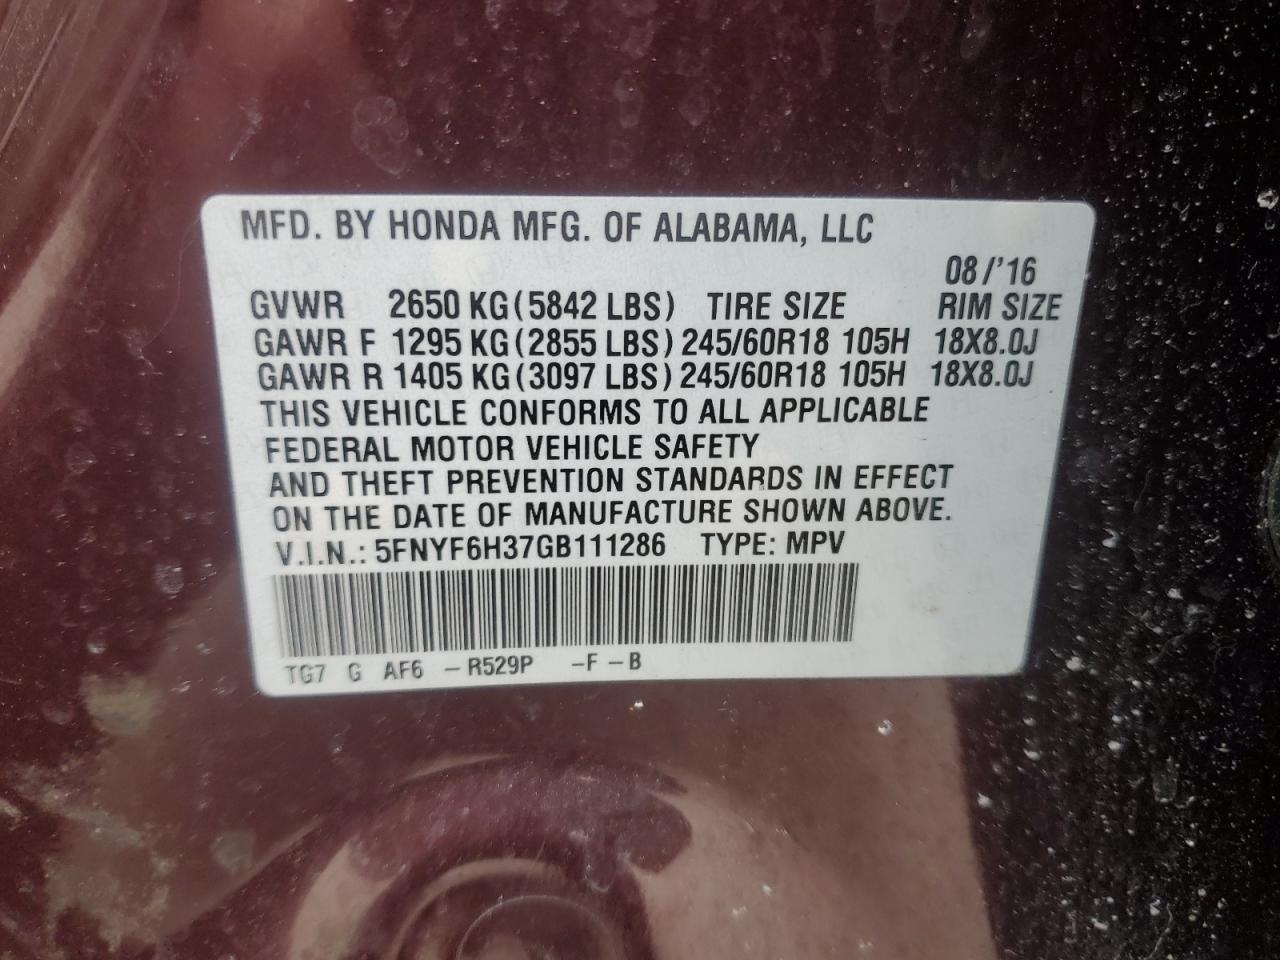 MFD. BY HONDA MFG. OF ALABAMA, LLC
08/'16
GVWR 2650 KG(5842 LBS) TIRE SIZE RIM SIZE
GAWR F 1295 KG(2855 LBS) 245/60R18 105H 18X8.0J
GAWR R 1405 KG(3097 LBS) 245/60R18 105H 18X8.0J
THIS VEHICLE CONFORMS TO ALL APPLICABLE
FEDERAL MOTOR VEHICLE SAFETY
AND THEFT PREVENTION STANDARDS IN EFFECT
ON THE DATE OF MANUFACTURE SHOWN ABOVE.
V.I.N.: 5FNYF6H37GB111286 TYPE: MPV
TG7 G AF6 -R529P -F-B